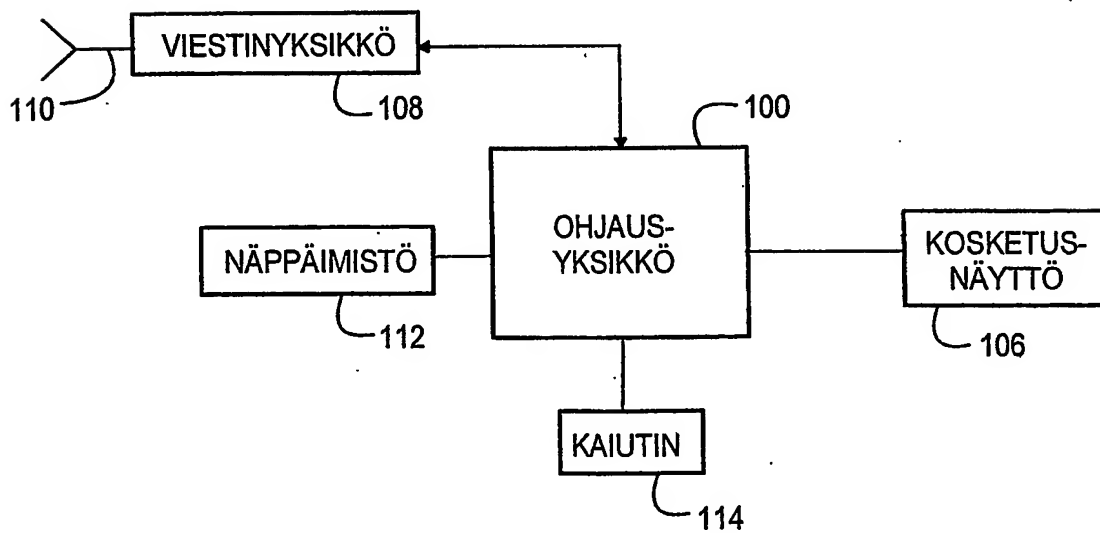 VIESTINYKSIKKÖ
110
108
100
OHJAUS-
YKSIKKÖ
NÄPPÄIMISTÖ
112
KOSKETUS-
NÄYTTÖ
106
KAIUTIN
114